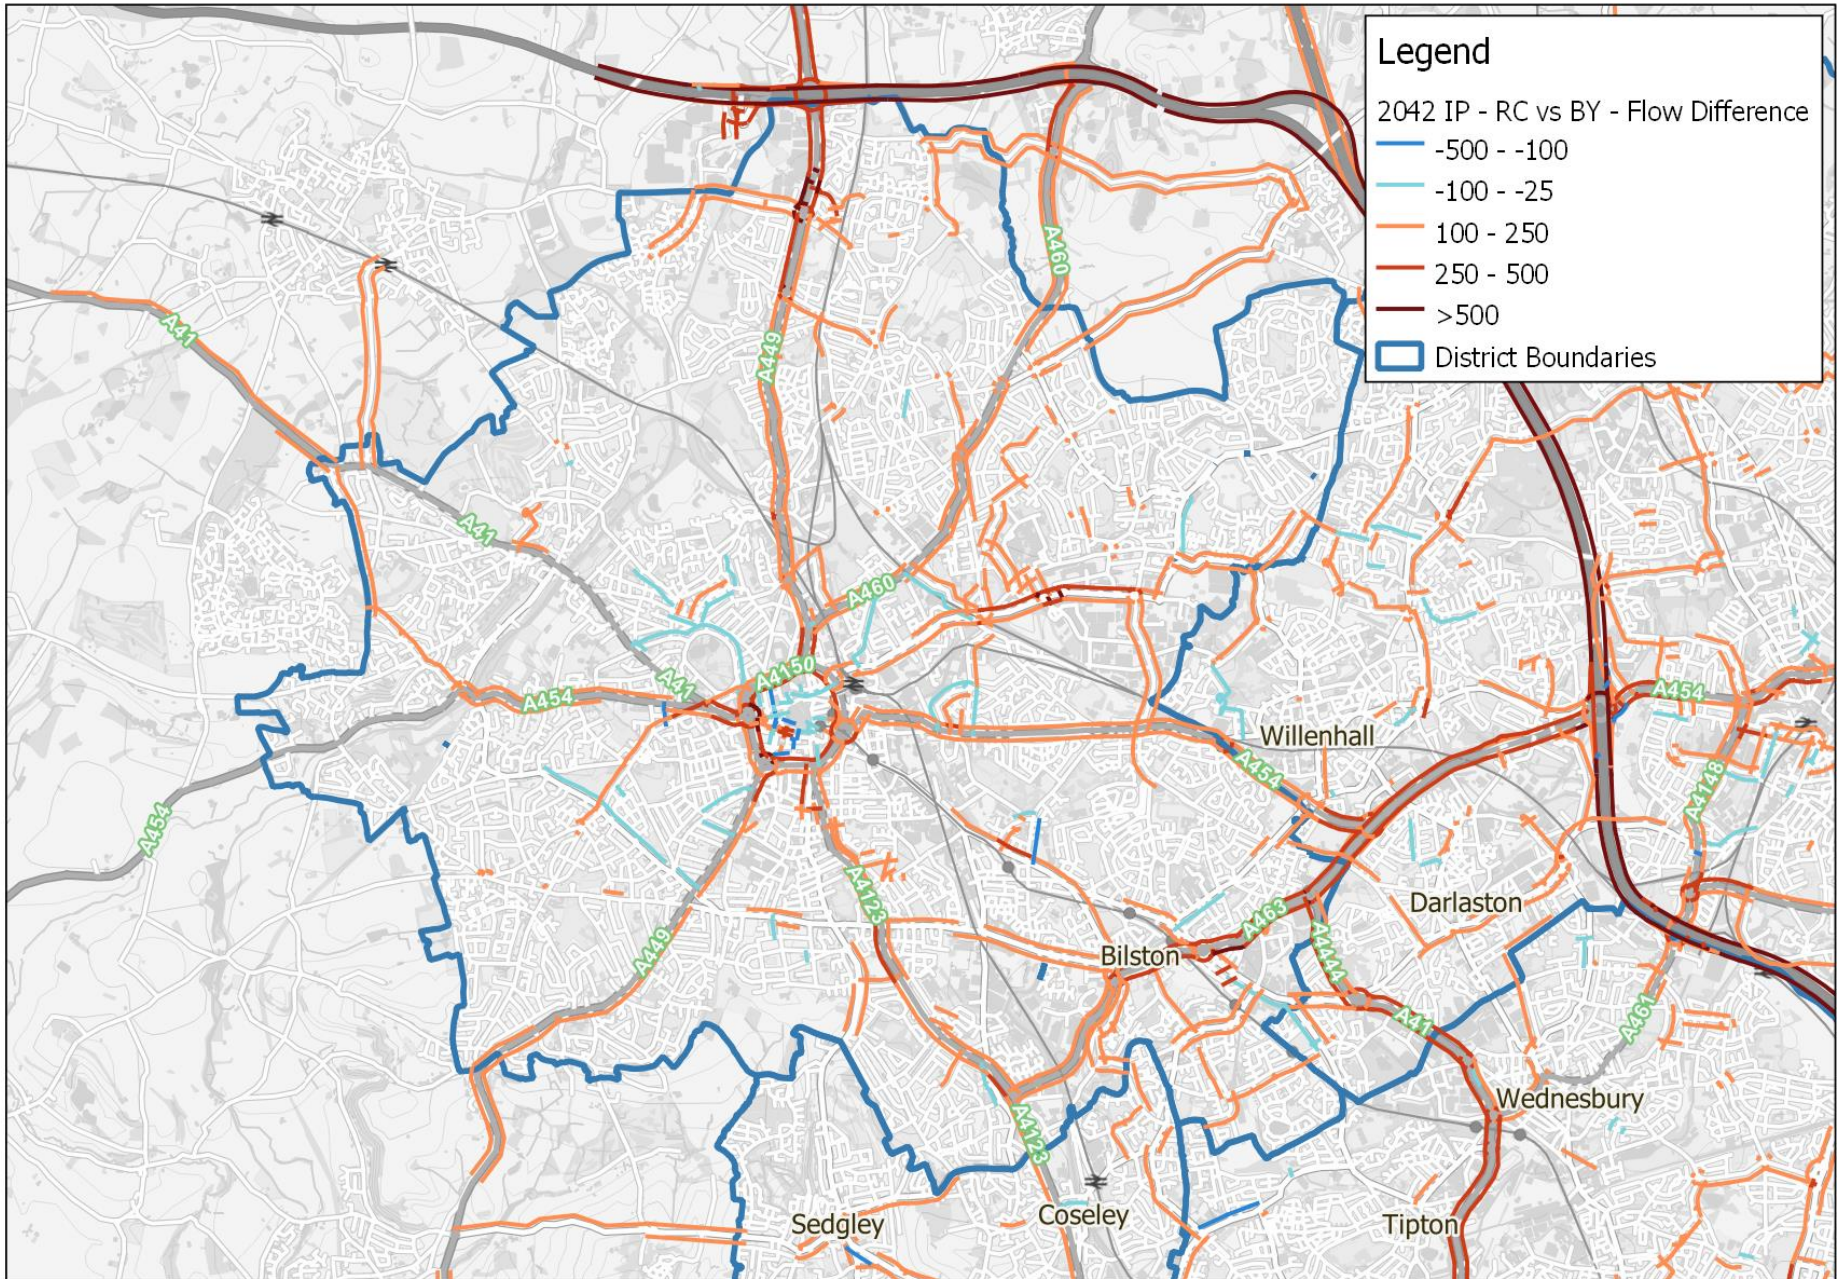 Legend
2042 IP - RC vs BY - Flow Difference
-500 - -100
-100 - -25
100 - 250
250 - 500
>500
District Boundaries
A460
A41
A449
A41
A460
A4150
A41
A454
A454
Willenhall
A454
A4148
A454
A4123
Darlaston
A463
A449
Bilston
A4444
A41
A461
Wednesbury
A4123
Sedgley
Coseley
Tipton